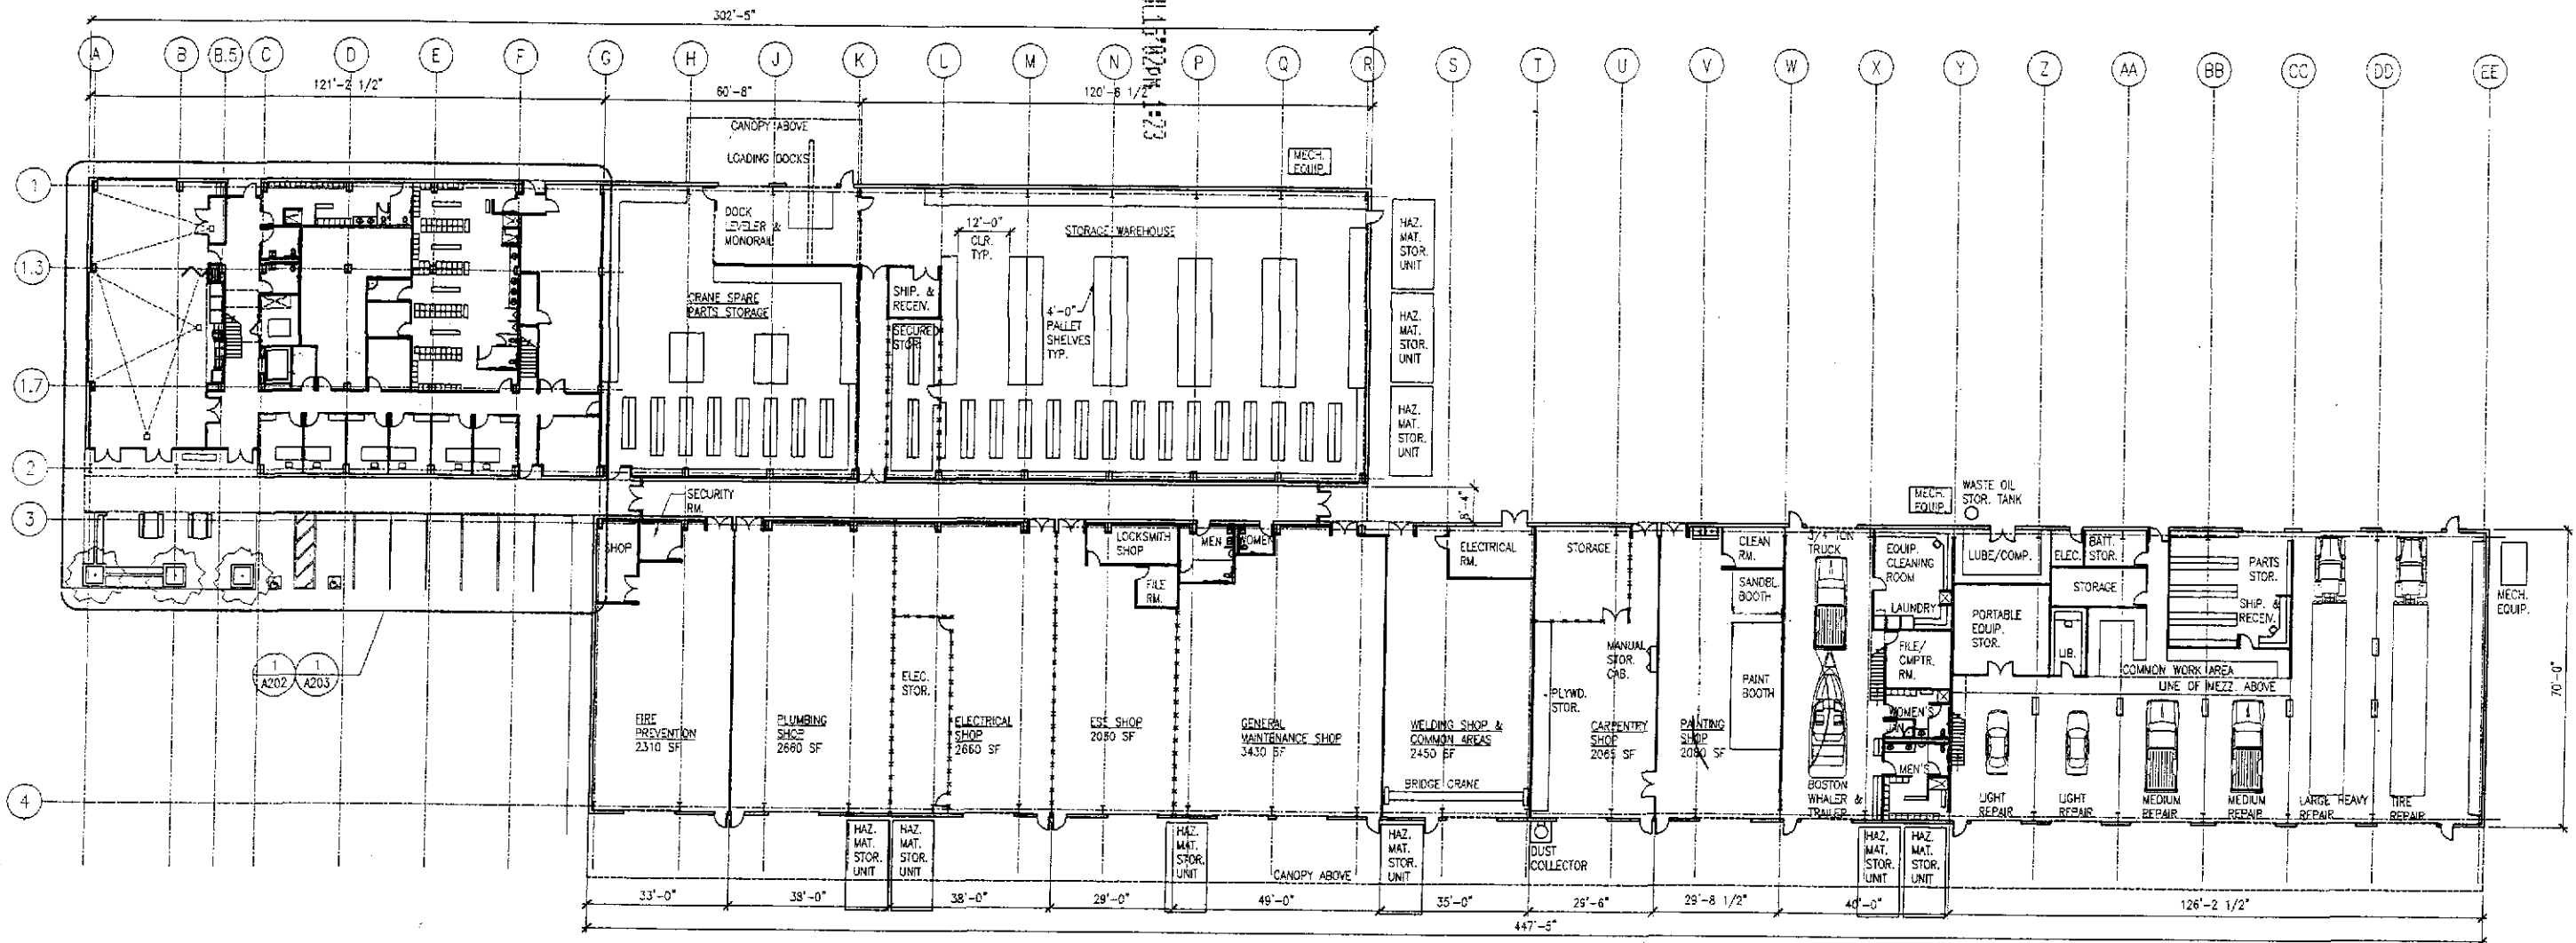 302'-5"
A B B.5 C D E F G H J K L M N P Q R S T U V W X Y Z AA BB CC DD EE
121'-2 1/2"
60'-8"
120'-6 1/2"
CANOPY ABOVE
LOADING DOCKS
MECH.
EQUIP.
1
1.3
1.7
2
3
4
DOCK
LEVELER &
MONORAIL
12'-0"
CLR.
TYP.
STORAGE WAREHOUSE
HAZ.
MAT.
STOR.
UNIT
HAZ.
MAT.
STOR.
UNIT
HAZ.
MAT.
STOR.
UNIT
CRANE SPARE
PARTS STORAGE
SHIP. &
RECEIV.
SECURED
STOR.
4'-0"
PALLET
SHELVES
TYP.
SECURITY
RM.
8'-4"
MECH.
EQUIP.
WASTE OIL
STOR. TANK
SHOP
LOCKSMITH
SHOP
FILE
RM.
MEN
WOMEN
ELECTRICAL
RM.
STORAGE
CLEAN
RM.
SANDBL.
BOOTH
3/4 TON
TRUCK
EQUIP.
CLEANING
ROOM
LAUNDRY
LUBE/COMP.
ELEC.
BATT.
STOR.
STORAGE
PARTS
STOR.
SHIP. &
RECEIV.
MECH.
EQUIP.
70'-0"
1
A202
1
A203
ELEC.
STOR.
MANUAL
STOR.
CAB.
PLYWD.
STOR.
PAINT
BOOTH
FILE/
CMPTR.
RM.
PORTABLE
EQUIP.
STOR.
LIB.
COMMON WORK AREA
LINE OF MEZZ. ABOVE
WOMEN'S
JAN.
MEN'S
FIRE
PREVENTION
2310 SF
PLUMBING
SHOP
2660 SF
ELECTRICAL
SHOP
2660 SF
ESE SHOP
2030 SF
GENERAL
MAINTENANCE SHOP
3430 SF
WELDING SHOP &
COMMON AREAS
2450 SF
CARPENTRY
SHOP
2065 SF
PAINTING
SHOP
2080 SF
BRIDGE CRANE
BOSTON
WHALER &
TRAILER
LIGHT
REPAIR
LIGHT
REPAIR
MEDIUM
REPAIR
MEDIUM
REPAIR
LARGE HEAVY
REPAIR
TIRE
REPAIR
HAZ.
MAT.
STOR.
UNIT
HAZ.
MAT.
STOR.
UNIT
HAZ.
MAT.
STOR.
UNIT
HAZ.
MAT.
STOR.
UNIT
DUST
COLLECTOR
HAZ.
MAT.
STOR.
UNIT
HAZ.
MAT.
STOR.
UNIT
CANOPY ABOVE
33'-0"
38'-0"
38'-0"
29'-0"
49'-0"
35'-0"
29'-6"
29'-8 1/2"
40'-0"
126'-2 1/2"
447'-5"